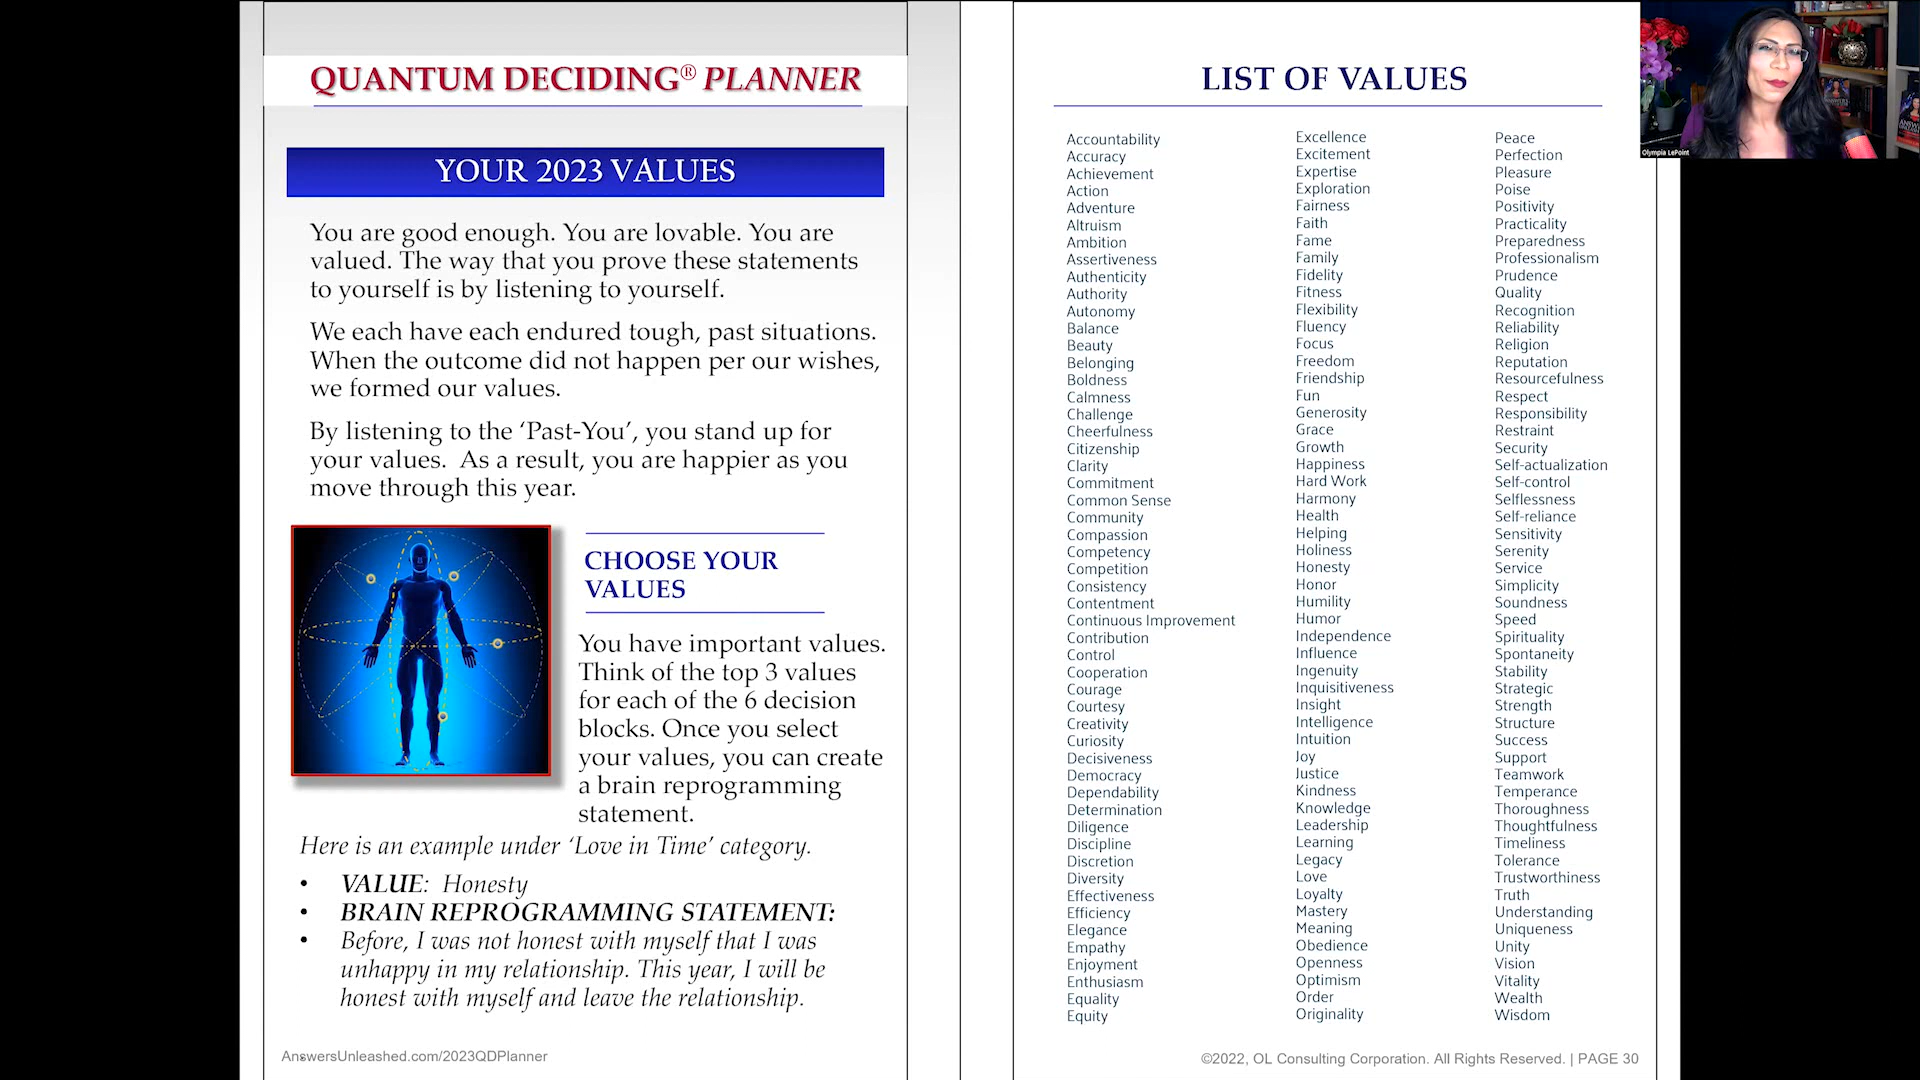 QUANTUM DECIDING® PLANNER
YOUR 2023 VALUES
You are good enough. You are lovable. You are
valued. The way that you prove these statements
to yourself is by listening to yourself.
We each have each endured tough, past situations.
When the outcome did not happen per our wishes,
we formed our values.
By listening to the ‘Past-You’, you stand up for
your values.  As a result, you are happier as you
move through this year.
CHOOSE YOUR
VALUES
You have important values.
Think of the top 3 values
for each of the 6 decision
blocks. Once you select
your values, you can create
a brain reprogramming
statement.
Here is an example under ‘Love in Time’ category.
• VALUE:  Honesty
• BRAIN REPROGRAMMING STATEMENT:
• Before, I was not honest with myself that I was
unhappy in my relationship. This year, I will be
honest with myself and leave the relationship.
AnswersUnleashed.com/2023QDPlanner
LIST OF VALUES
Accountability
Accuracy
Achievement
Action
Adventure
Altruism
Ambition
Assertiveness
Authenticity
Authority
Autonomy
Balance
Beauty
Belonging
Boldness
Calmness
Challenge
Cheerfulness
Citizenship
Clarity
Commitment
Common Sense
Community
Compassion
Competency
Competition
Consistency
Contentment
Continuous Improvement
Contribution
Control
Cooperation
Courage
Courtesy
Creativity
Curiosity
Decisiveness
Democracy
Dependability
Determination
Diligence
Discipline
Discretion
Diversity
Effectiveness
Efficiency
Elegance
Empathy
Enjoyment
Enthusiasm
Equality
Equity
Excellence
Excitement
Expertise
Exploration
Fairness
Faith
Fame
Family
Fidelity
Fitness
Flexibility
Fluency
Focus
Freedom
Friendship
Fun
Generosity
Grace
Growth
Happiness
Hard Work
Harmony
Health
Helping
Holiness
Honesty
Honor
Humility
Humor
Independence
Influence
Ingenuity
Inquisitiveness
Insight
Intelligence
Intuition
Joy
Justice
Kindness
Knowledge
Leadership
Learning
Legacy
Love
Loyalty
Mastery
Meaning
Obedience
Openness
Optimism
Order
Originality
Peace
Perfection
Pleasure
Poise
Positivity
Practicality
Preparedness
Professionalism
Prudence
Quality
Recognition
Reliability
Religion
Reputation
Resourcefulness
Respect
Responsibility
Restraint
Security
Self-actualization
Self-control
Selflessness
Self-reliance
Sensitivity
Serenity
Service
Simplicity
Soundness
Speed
Spirituality
Spontaneity
Stability
Strategic
Strength
Structure
Success
Support
Teamwork
Temperance
Thoroughness
Thoughtfulness
Timeliness
Tolerance
Trustworthiness
Truth
Understanding
Uniqueness
Unity
Vision
Vitality
Wealth
Wisdom
©2022, OL Consulting Corporation. All Rights Reserved. | PAGE 30
Olympia LePoint